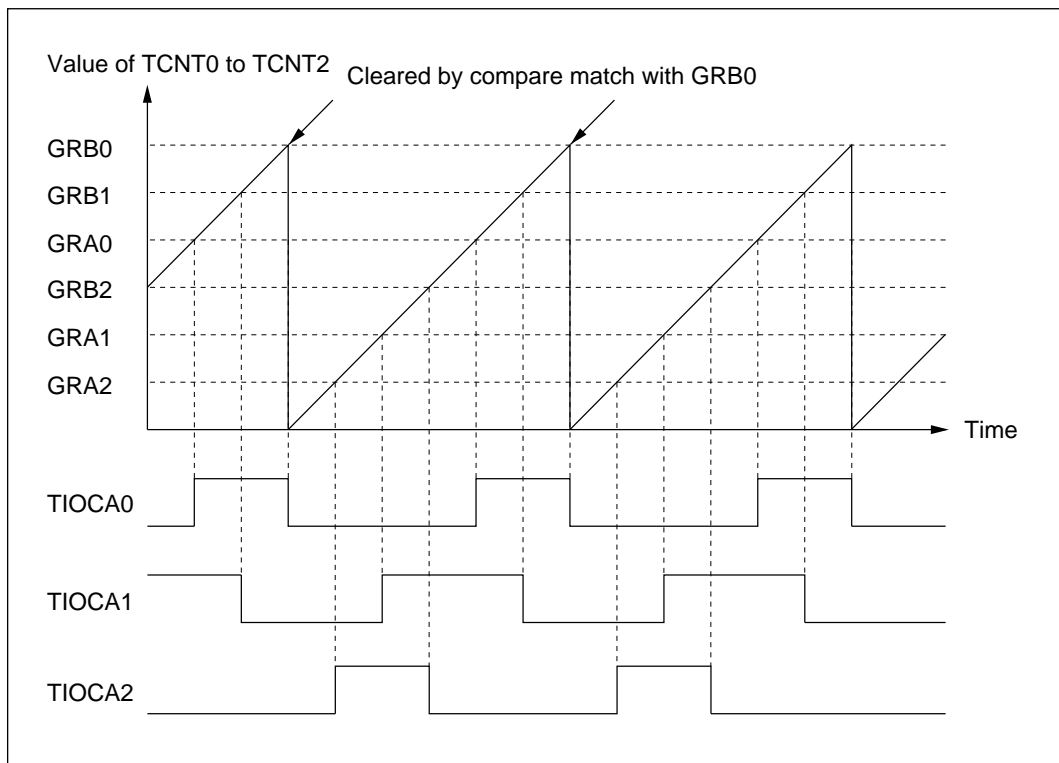 Value of TCNT0 to TCNT2
Cleared by compare match with GRB0
GRB0
GRB1
GRA0
GRB2
GRA1
GRA2
Time
TIOCA0
TIOCA1
TIOCA2